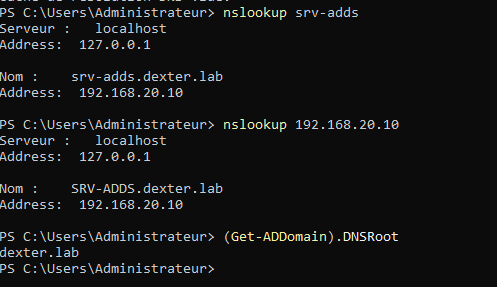 PS C:\Users\Administrateur> nslookup srv-adds
Serveur :   localhost
Address:  127.0.0.1
Nom :    srv-adds.dexter.lab
Address:  192.168.20.10
PS C:\Users\Administrateur> nslookup 192.168.20.10
Serveur :   localhost
Address:  127.0.0.1
Nom :    SRV-ADDS.dexter.lab
Address:  192.168.20.10
PS C:\Users\Administrateur> (Get-ADDomain).DNSRoot
dexter.lab
PS C:\Users\Administrateur>